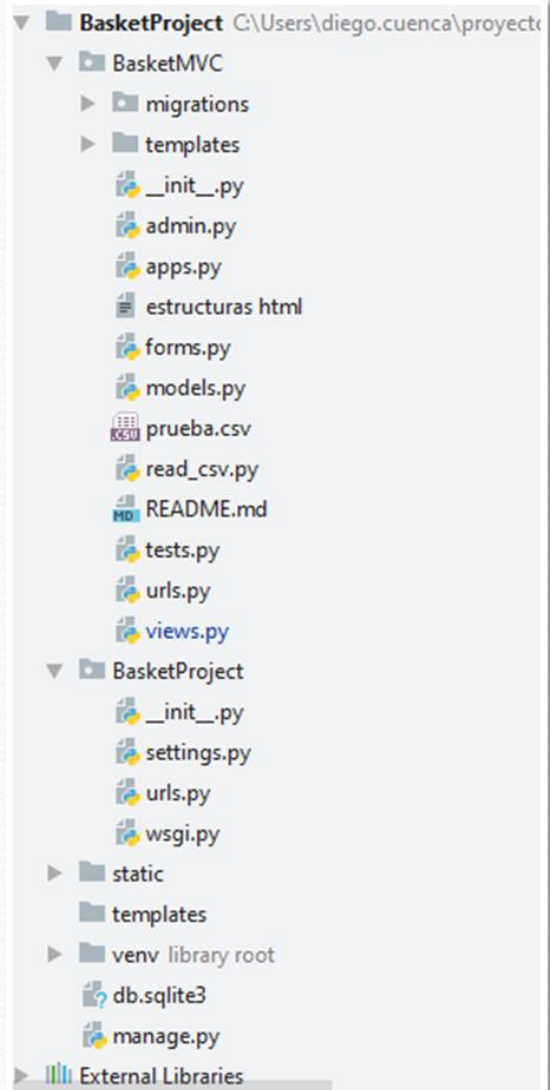 BasketProject C:\Users\diego.cuenca\proyecto
BasketMVC
migrations
templates
__init__.py
admin.py
apps.py
estructuras html
forms.py
models.py
prueba.csv
read_csv.py
README.md
tests.py
urls.py
views.py
BasketProject
__init__.py
settings.py
urls.py
wsgi.py
static
templates
venv library root
db.sqlite3
manage.py
External Libraries